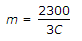 m = 2300/3C